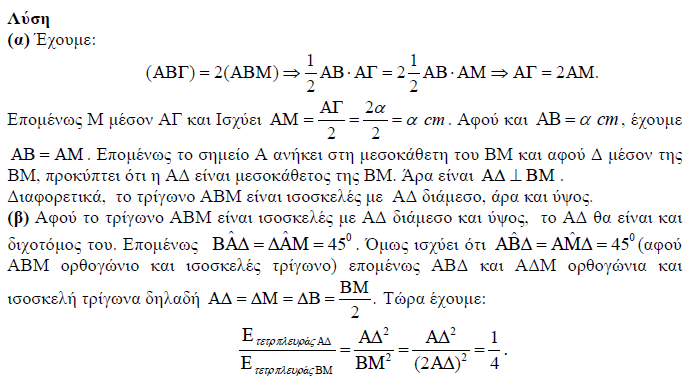 Λύση
(α) Έχουμε:
(ΑΒΓ) = 2(ΑΒΜ) ⇒ 1/2 ΑΒ · ΑΓ = 2 1/2 ΑΒ · ΑΜ ⇒ ΑΓ = 2ΑΜ.
Επομένως Μ μέσον ΑΓ και Ισχύει ΑΜ = ΑΓ/2 = 2α/2 = α cm. Αφού και ΑΒ = α cm, έχουμε
ΑΒ = ΑΜ. Επομένως το σημείο Α ανήκει στη μεσοκάθετη του ΒΜ και αφού Δ μέσον της
ΒΜ, προκύπτει ότι η ΑΔ είναι μεσοκάθετος της ΒΜ. Άρα είναι ΑΔ ⊥ ΒΜ.
Διαφορετικά, το τρίγωνο ΑΒΜ είναι ισοσκελές με ΑΔ διάμεσο, άρα και ύψος.
(β) Αφού το τρίγωνο ΑΒΜ είναι ισοσκελές με ΑΔ διάμεσο και ύψος, το ΑΔ θα είναι και
διχοτόμος του. Επομένως ΒÂΔ = ΔÂΜ = 45⁰. Όμως ισχύει ότι ΑB̂Δ = ΑM̂Δ = 45⁰ (αφού
ΑΒΜ ορθογώνιο και ισοσκελές τρίγωνο) επομένως ΑΒΔ και ΑΔΜ ορθογώνια και
ισοσκελή τρίγωνα δηλαδή ΑΔ = ΔΜ = ΔΒ = ΒΜ/2. Τώρα έχουμε:
Ε τετρπλευράς ΑΔ / Ε τετρπλευράς ΒΜ = ΑΔ²/ΒΜ² = ΑΔ²/(2ΑΔ)² = 1/4.